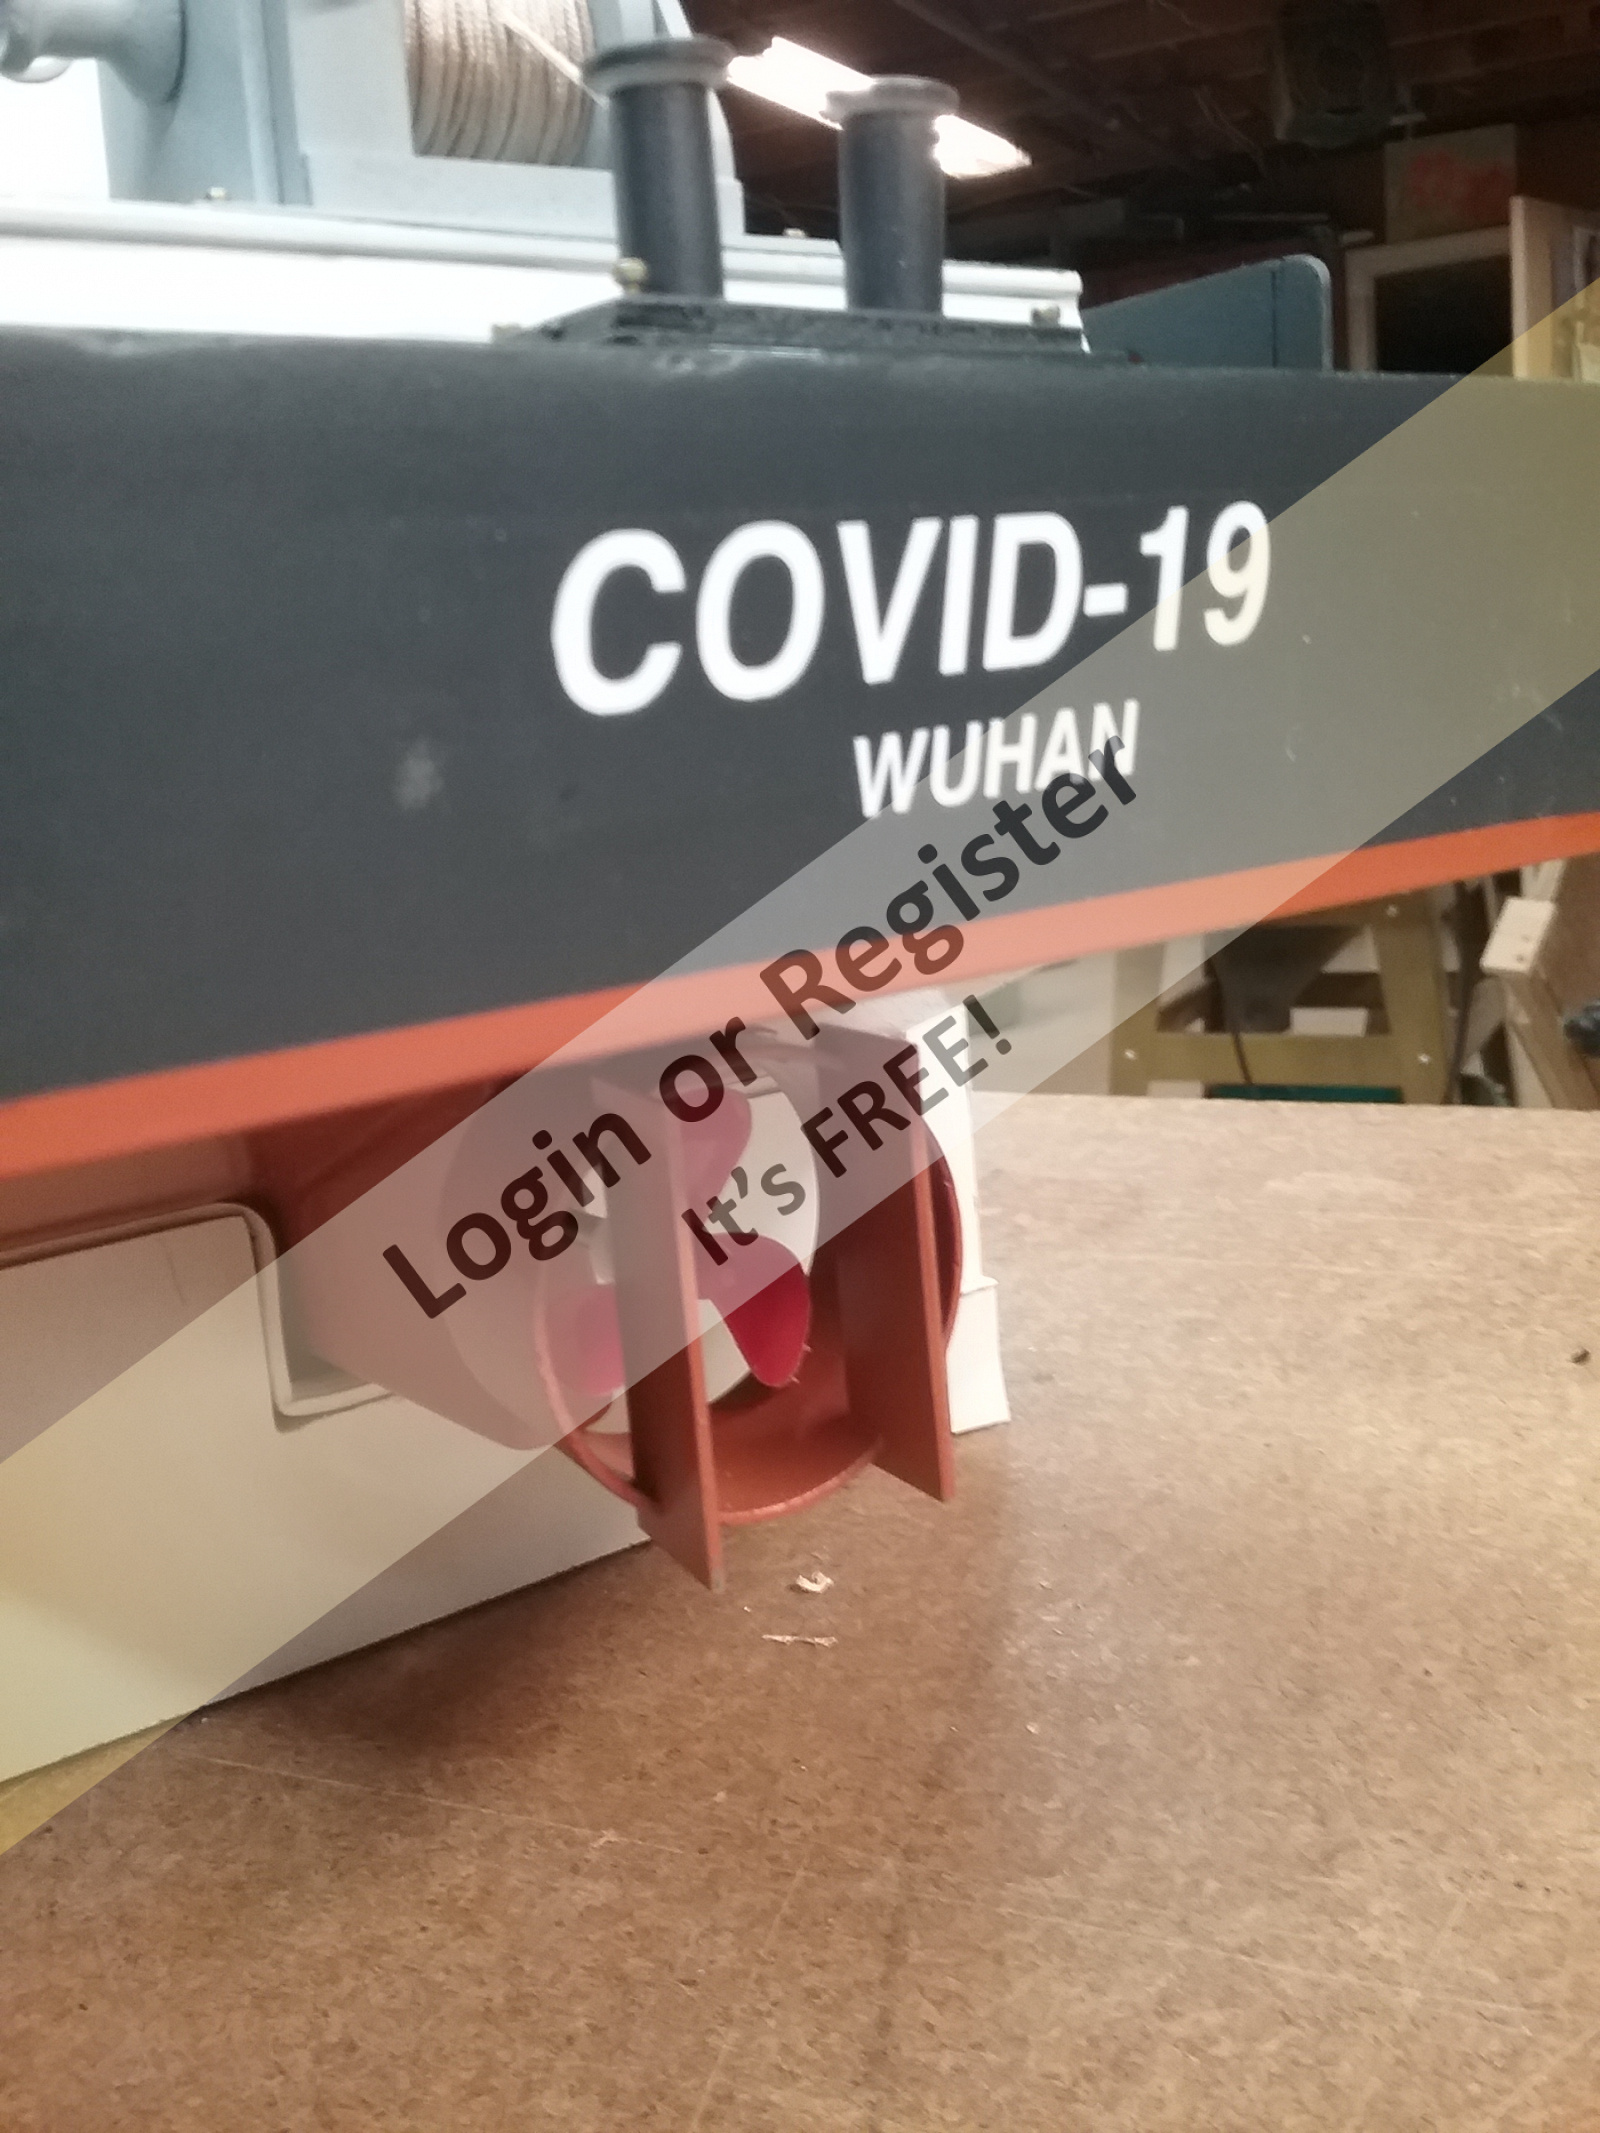 COVID-19
WUHAN
Login or Register
It's FREE!